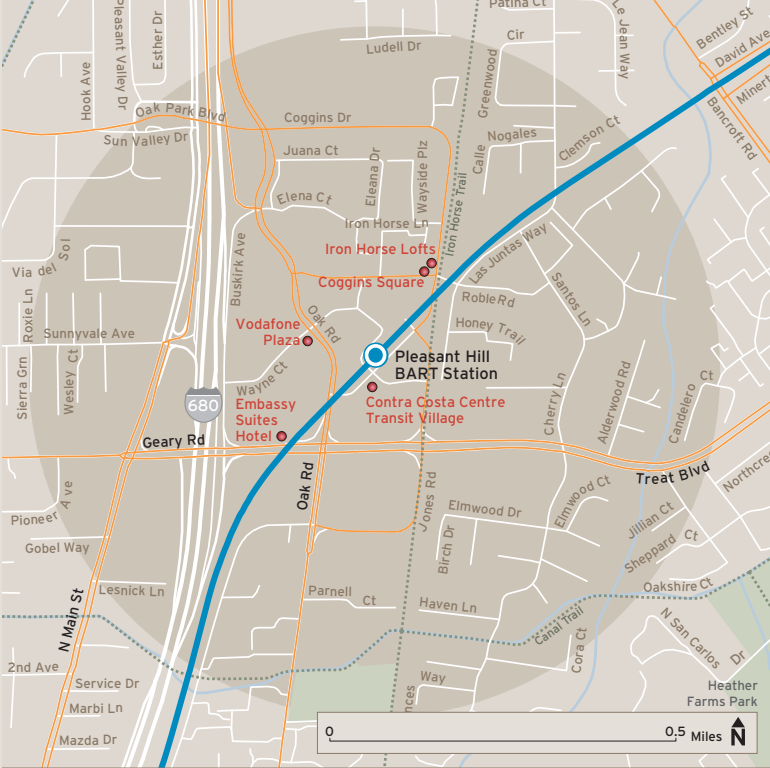 Patina Ct
Pleasant Valley Dr
Esther Dr
Hook Ave
Ludell Dr
Cir
Greenwood
Le Jean Way
Bentley St
David Ave
Minert
Bancroft Rd
Oak Park Blvd
Sun Valley Dr
Coggins Dr
Juana Ct
Eleana Dr
Wayside Plz
Calle
Nogales
Clemson Ct
Elena Ct
Iron Horse Ln
Iron Horse Trail
Iron Horse Lofts
Coggins Square
Las Juntas Way
Buskirk Ave
Via del Sol
Roxie Ln
Sunnyvale Ave
Sierra Grn
Wesley Ct
Oak Rd
Vodafone
Plaza
Roble Rd
Honey Trail
Santos Ln
Pleasant Hill
BART Station
Wayne Ct
680
Embassy
Suites
Hotel
Contra Costa Centre
Transit Village
Cherry Ln
Alderwood Rd
Candelero Ct
Geary Rd
Treat Blvd
Northcre
Oak Rd
Jones Rd
Pioneer Ave
Gobel Way
Elmwood Dr
Elmwood Ct
Birch Dr
Jillian Ct
Sheppard Ct
Oakshire Ct
Lesnick Ln
N Main St
Parnell Ct
Haven Ln
Canal Trail
Cora Ct
N San Carlos Dr
2nd Ave
Service Dr
Marbi Ln
Mazda Dr
Way
nces
Heather
Farms Park
0
0.5 Miles
N